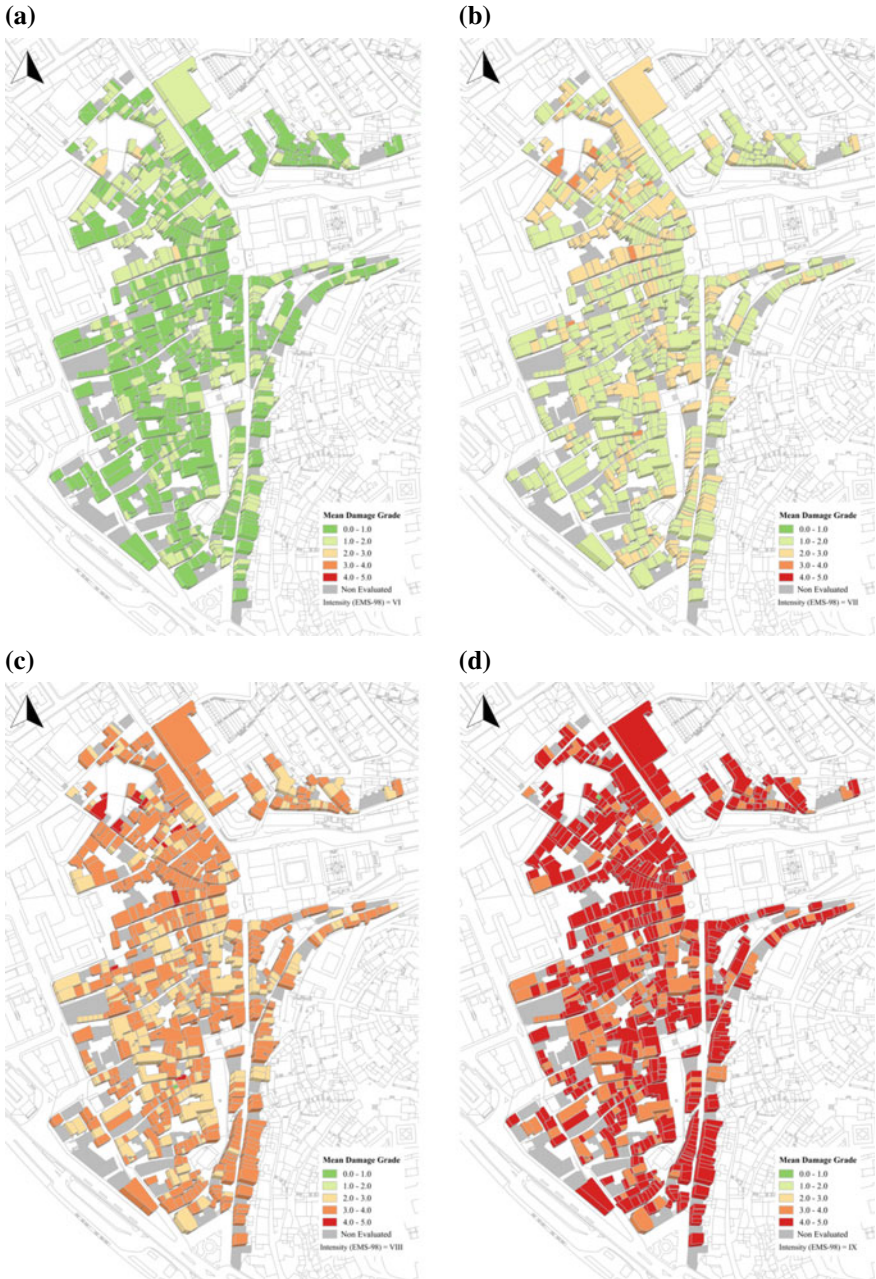 (a)
(b)
Mean Damage Grade
0.0 - 1.0
1.0 - 2.0
2.0 - 3.0
3.0 - 4.0
4.0 - 5.0
Non Evaluated
Intensity (EMS-98) = VI
Mean Damage Grade
0.0 - 1.0
1.0 - 2.0
2.0 - 3.0
3.0 - 4.0
4.0 - 5.0
Non Evaluated
Intensity (EMS-98) = VII
(c)
(d)
Mean Damage Grade
0.0 - 1.0
1.0 - 2.0
2.0 - 3.0
3.0 - 4.0
4.0 - 5.0
Non Evaluated
Intensity (EMS-98) = VIII
Mean Damage Grade
0.0 - 1.0
1.0 - 2.0
2.0 - 3.0
3.0 - 4.0
4.0 - 5.0
Non Evaluated
Intensity (EMS-98) = IX